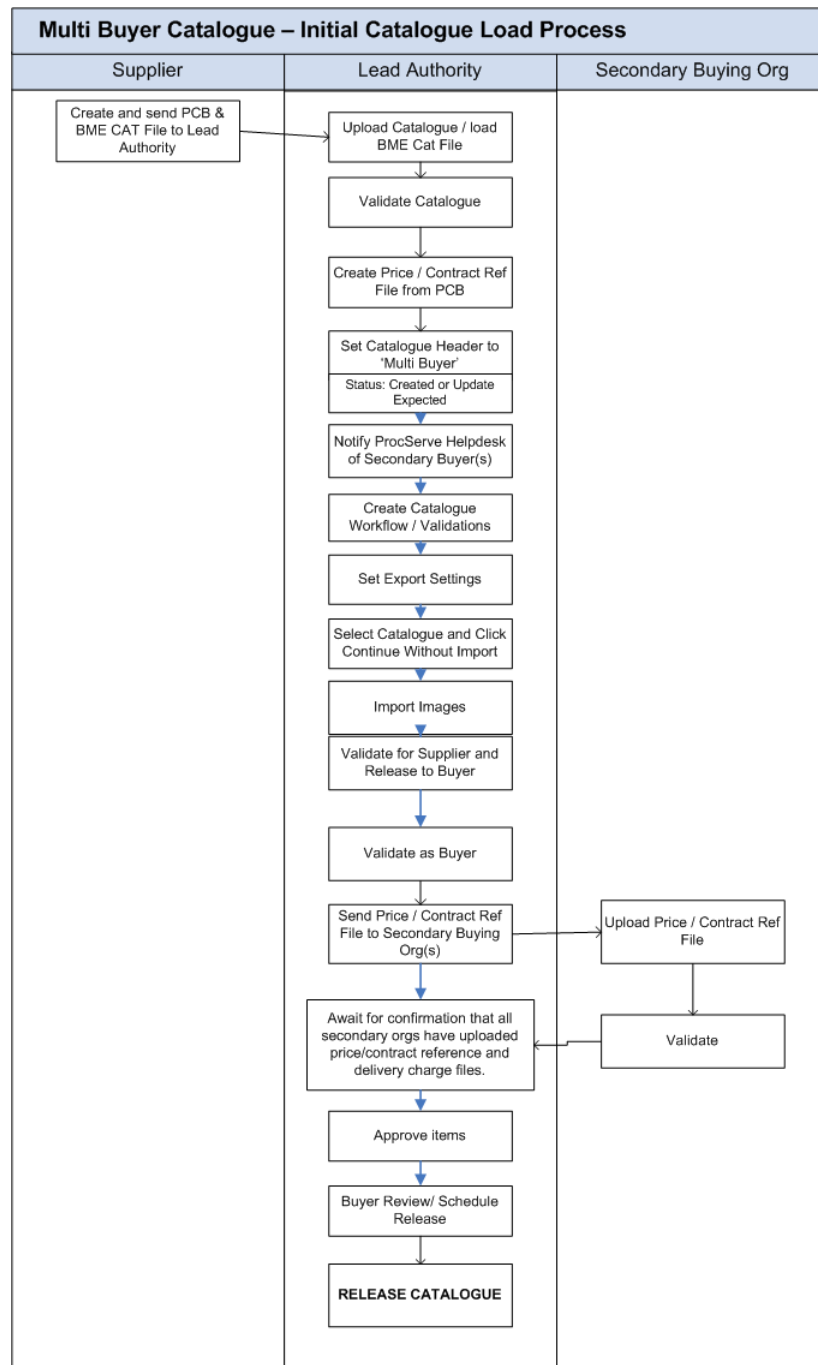 Multi Buyer Catalogue – Initial Catalogue Load Process
Supplier
Lead Authority
Secondary Buying Org
Create and send PCB &
BME CAT File to Lead
Authority
Upload Catalogue / load
BME Cat File
Validate Catalogue
Create Price / Contract Ref
File from PCB
Set Catalogue Header to
'Multi Buyer'
Status: Created or Update
Expected
Notify ProcServe Helpdesk
of Secondary Buyer(s)
Create Catalogue
Workflow / Validations
Set Export Settings
Select Catalogue and Click
Continue Without Import
Import Images
Validate for Supplier and
Release to Buyer
Validate as Buyer
Send Price / Contract Ref
File to Secondary Buying
Org(s)
Upload Price / Contract Ref
File
Await for confirmation that all
secondary orgs have uploaded
price/contract reference and
delivery charge files.
Validate
Approve items
Buyer Review/ Schedule
Release
RELEASE CATALOGUE